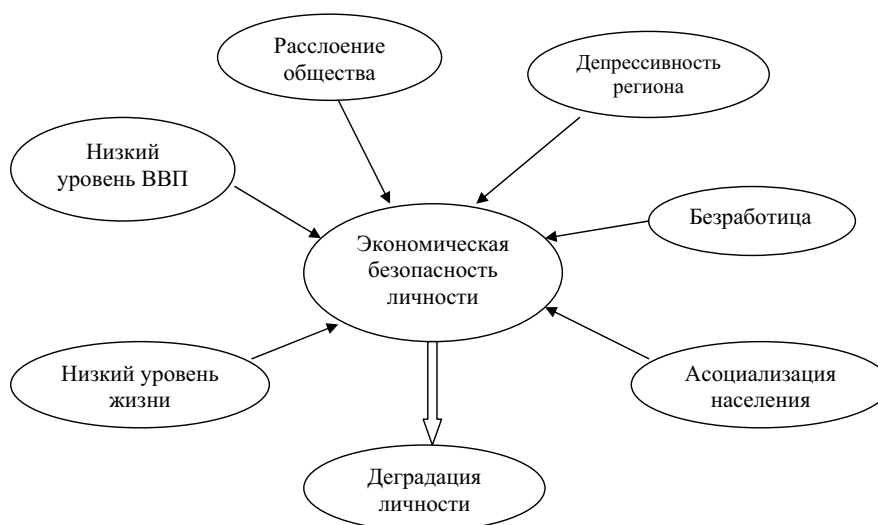 Расслоение
общества
Депрессивность
региона
Низкий
уровень ВВП
Безработица
Экономическая
безопасность
личности
Низкий уровень
жизни
Асоциализация
населения
Деградация
личности